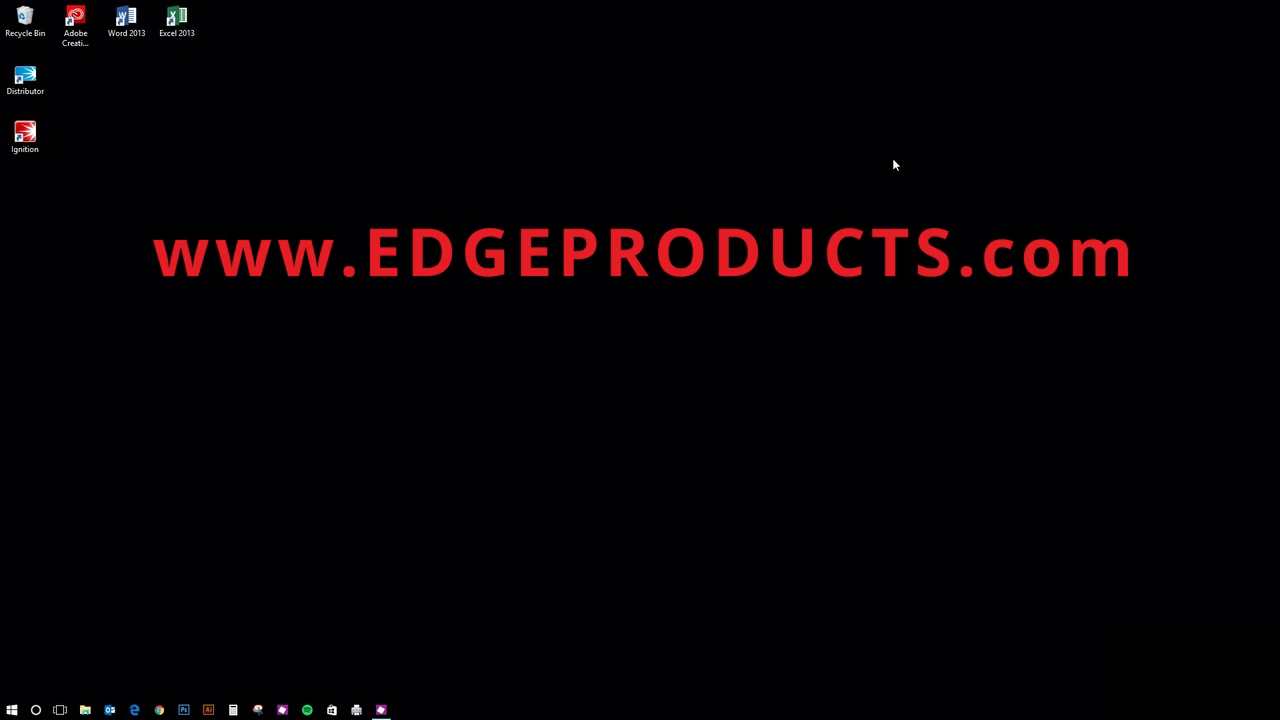 Recycle Bin
Adobe
Creati...
Word 2013
Excel 2013
Distributor
Ignition
www.EDGEPRODUCTS.com